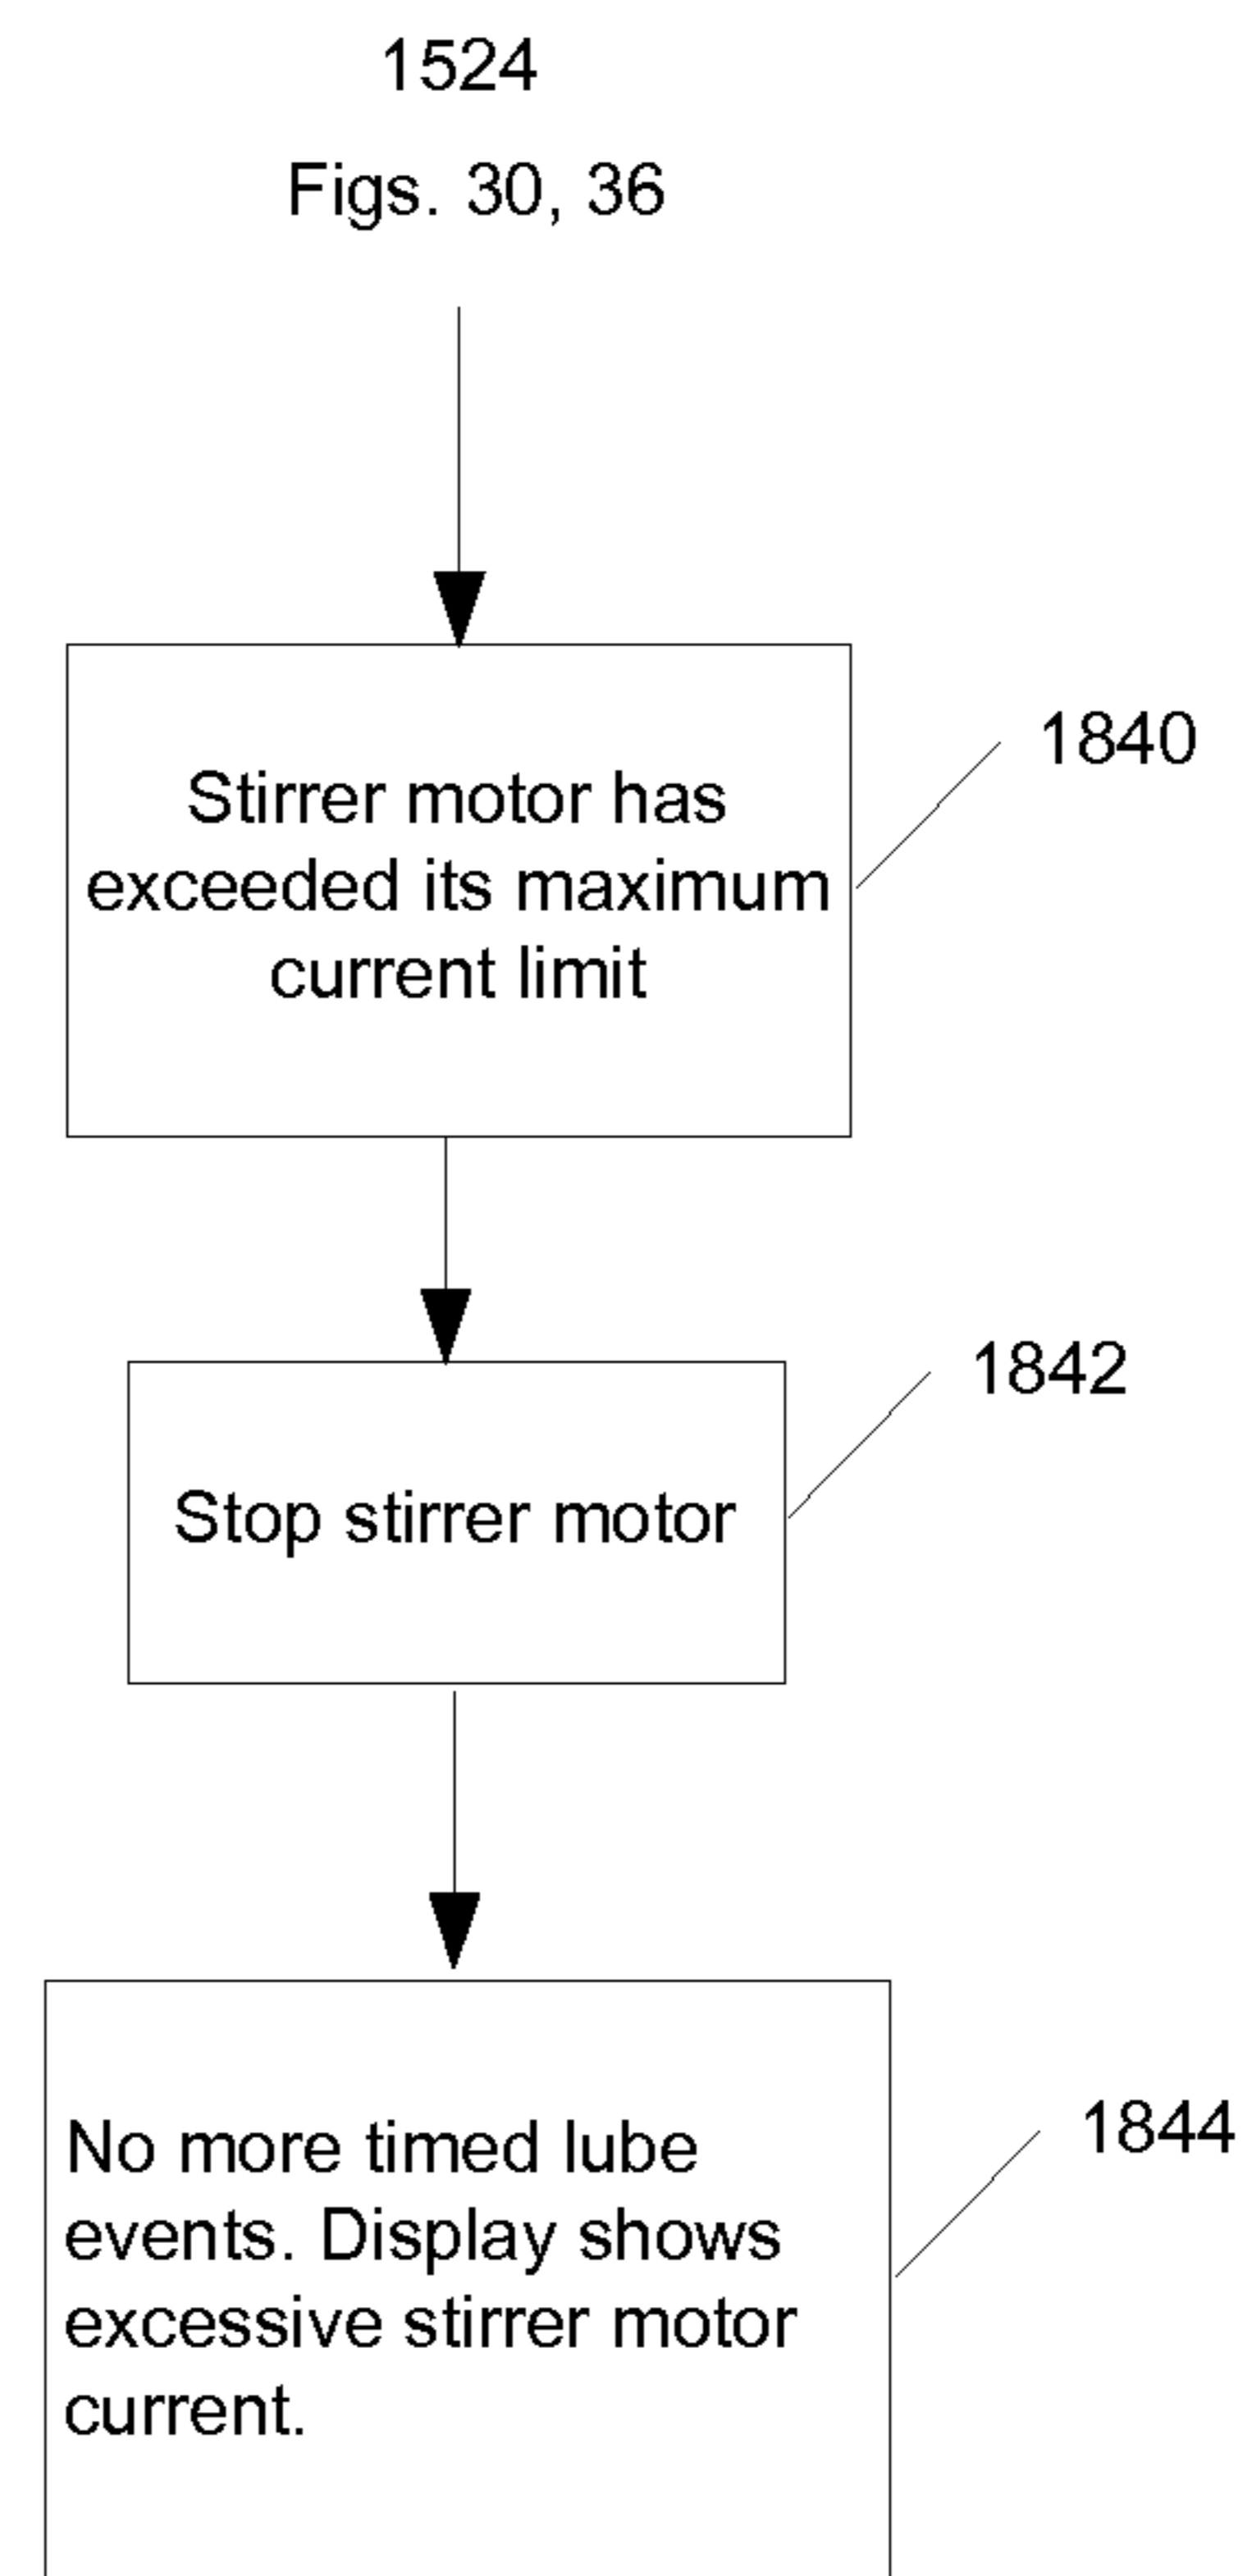 1524
Figs. 30, 36
1840
Stirrer motor has
exceeded its maximum
current limit
1842
Stop stirrer motor
1844
No more timed lube
events. Display shows
excessive stirrer motor
current.